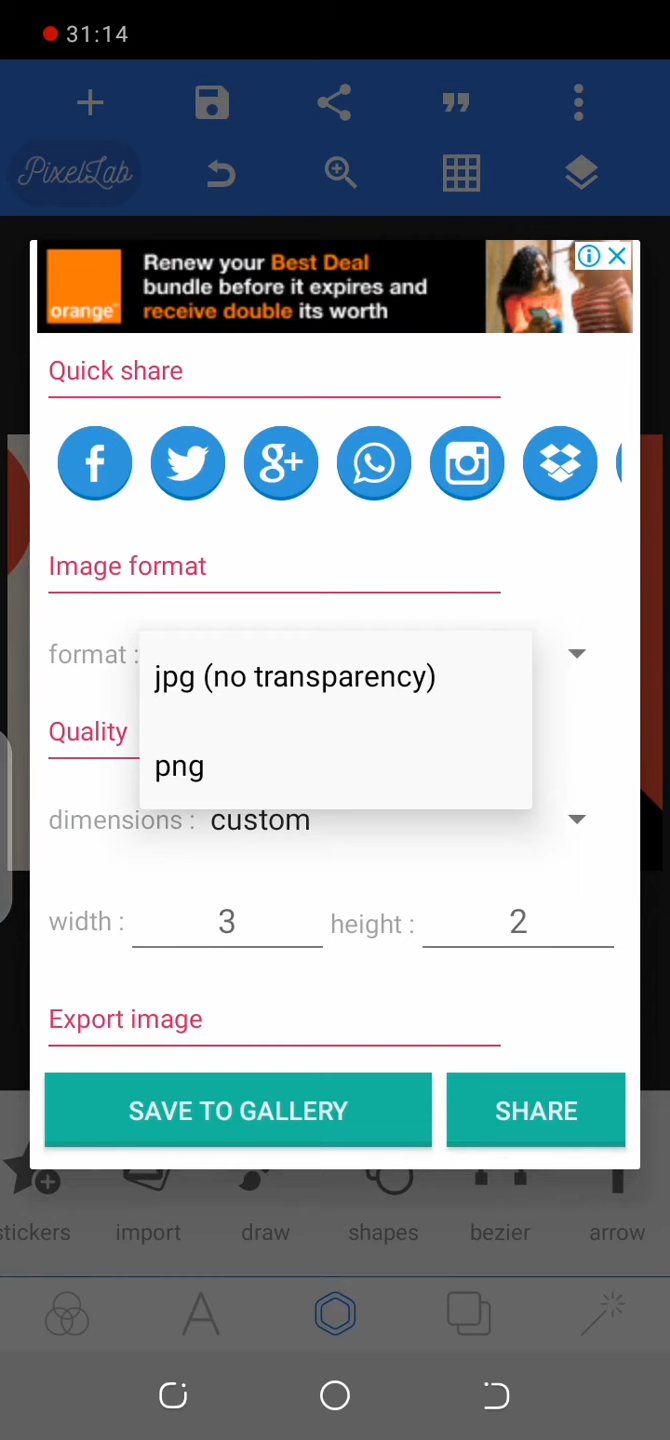 31:14
PixelLab
orange
Renew your Best Deal
bundle before it expires and
receive double its worth
Quick share
Image format
format :
jpg (no transparency)
png
Quality
dimensions : custom
width : 3 height : 2
Export image
SAVE TO GALLERY SHARE
stickers import draw shapes bezier arrow